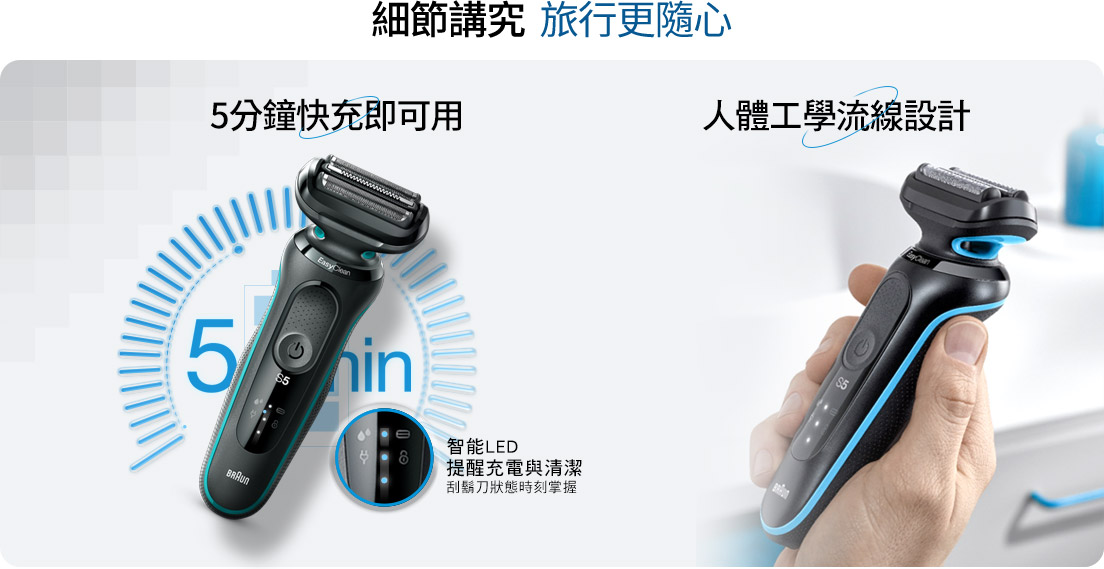 細節講究 旅行更隨心
5分鐘快充即可用
人體工學流線設計
EasyClean
EasyClean
5 min
S5
S5
智能LED
提醒充電與清潔
刮鬍刀狀態時刻掌握
BRAUN
BRAUN